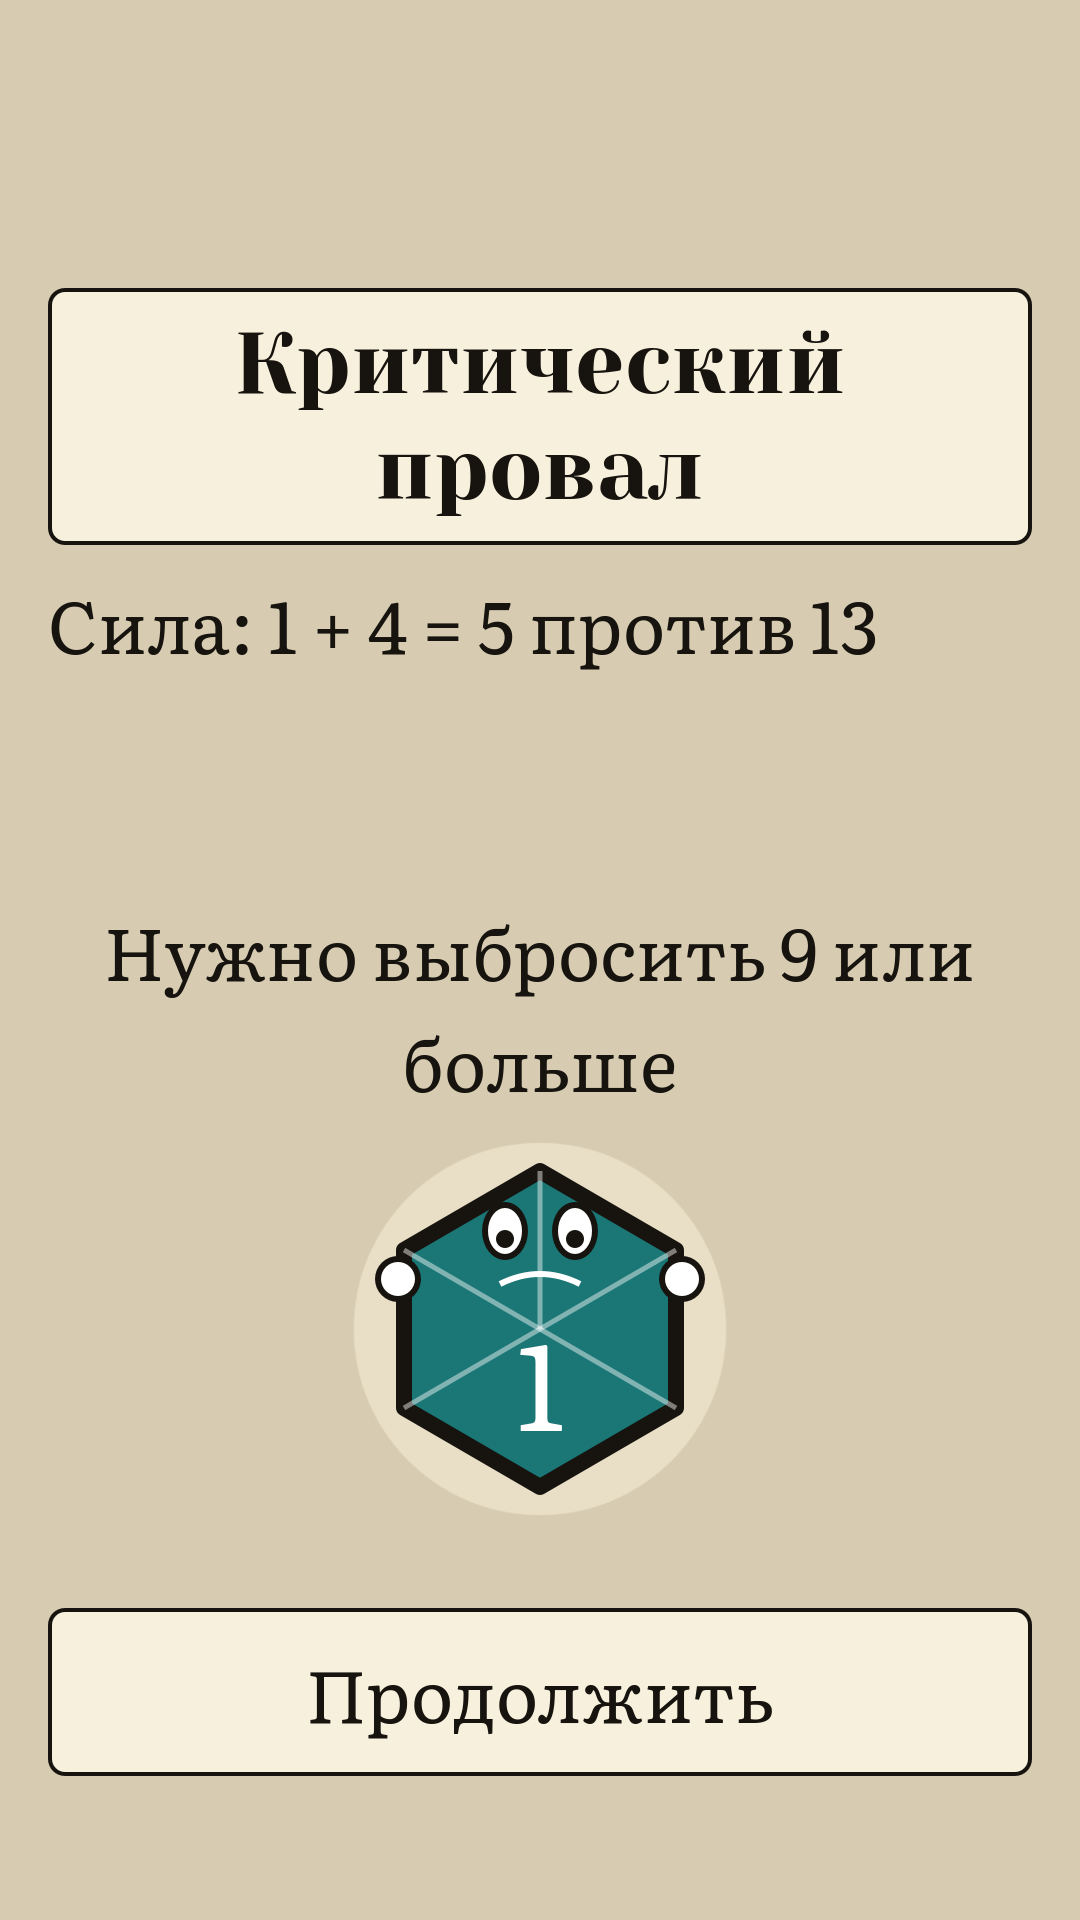 Критический
провал
Сила: 1 + 4 = 5 против 13
Нужно выбросить 9 или
больше
1
Продолжить